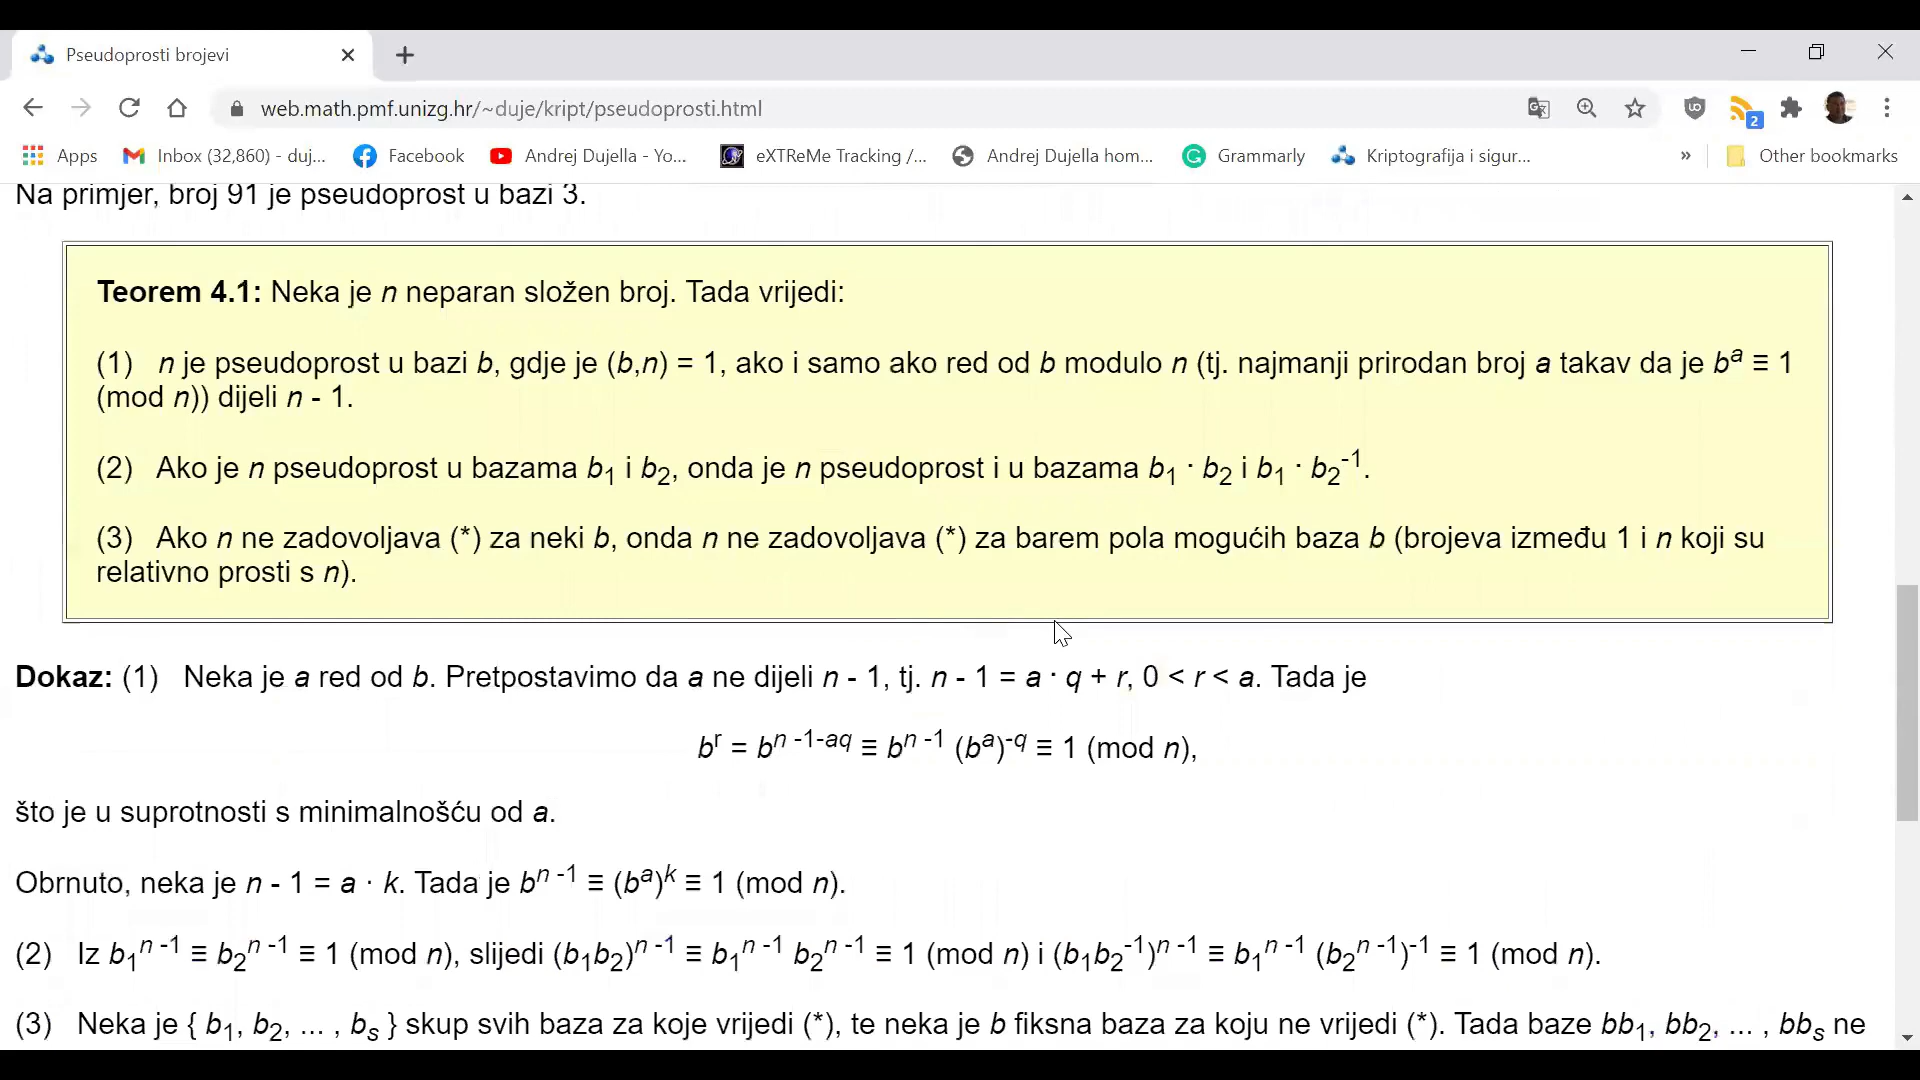 Pseudoprosti brojevi
web.math.pmf.unizg.hr/~duje/kript/pseudoprosti.html
2
Apps Inbox (32,860) - duj... Facebook Andrej Dujella - Yo... eXTReMe Tracking /... Andrej Dujella hom... Grammarly Kriptografija i sigur... » Other bookmarks
Na primjer, broj 91 je pseudoprost u bazi 3.
Teorem 4.1: Neka je n neparan složen broj. Tada vrijedi:
(1) n je pseudoprost u bazi b, gdje je (b,n) = 1, ako i samo ako red od b modulo n (tj. najmanji prirodan broj a takav da je b^a ≡ 1
(mod n)) dijeli n - 1.
(2) Ako je n pseudoprost u bazama b₁ i b₂, onda je n pseudoprost i u bazama b₁ · b₂ i b₁ · b₂⁻¹.
(3) Ako n ne zadovoljava (*) za neki b, onda n ne zadovoljava (*) za barem pola mogućih baza b (brojeva između 1 i n koji su
relativno prosti s n).
Dokaz: (1) Neka je a red od b. Pretpostavimo da a ne dijeli n - 1, tj. n - 1 = a · q + r, 0 < r < a. Tada je
b^r = b^(n -1-aq) ≡ b^(n -1) (b^a)^(-q) ≡ 1 (mod n),
što je u suprotnosti s minimalnošću od a.
Obrnuto, neka je n - 1 = a · k. Tada je b^(n -1) ≡ (b^a)^k ≡ 1 (mod n).
(2) Iz b₁^(n -1) ≡ b₂^(n -1) ≡ 1 (mod n), slijedi (b₁b₂)^(n -1) ≡ b₁^(n -1) b₂^(n -1) ≡ 1 (mod n) i (b₁b₂⁻¹)^(n -1) ≡ b₁^(n -1) (b₂^(n -1))⁻¹ ≡ 1 (mod n).
(3) Neka je { b₁, b₂, ... , bₛ } skup svih baza za koje vrijedi (*), te neka je b fiksna baza za koju ne vrijedi (*). Tada baze bb₁, bb₂, ... , bbₛ ne